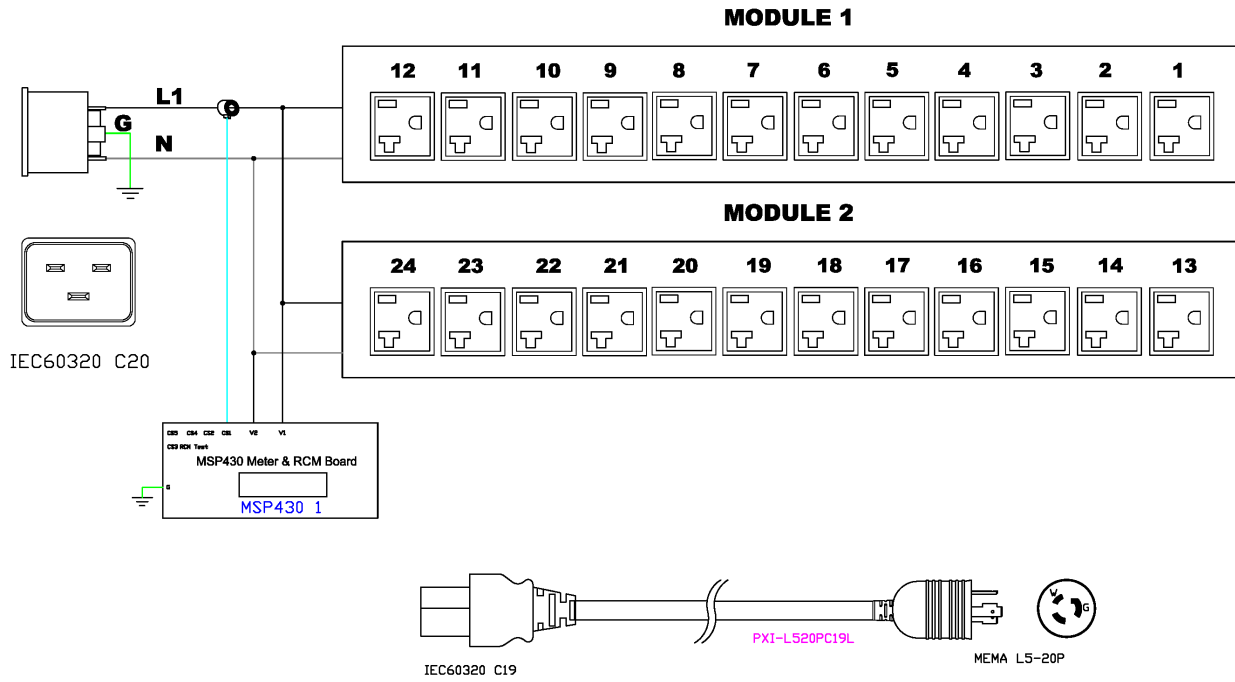 MODULE 1
12 11 10 9 8 7 6 5 4 3 2 1
L1
G
N
MODULE 2
24 23 22 21 20 19 18 17 16 15 14 13
IEC60320 C20
CS5 CS4 CS2 CS1 V2 V1
CS3 RCM Test
MSP430 Meter & RCM Board
G
MSP430 1
W
G
PXI-L520PC19L
MEMA L5-20P
IEC60320 C19